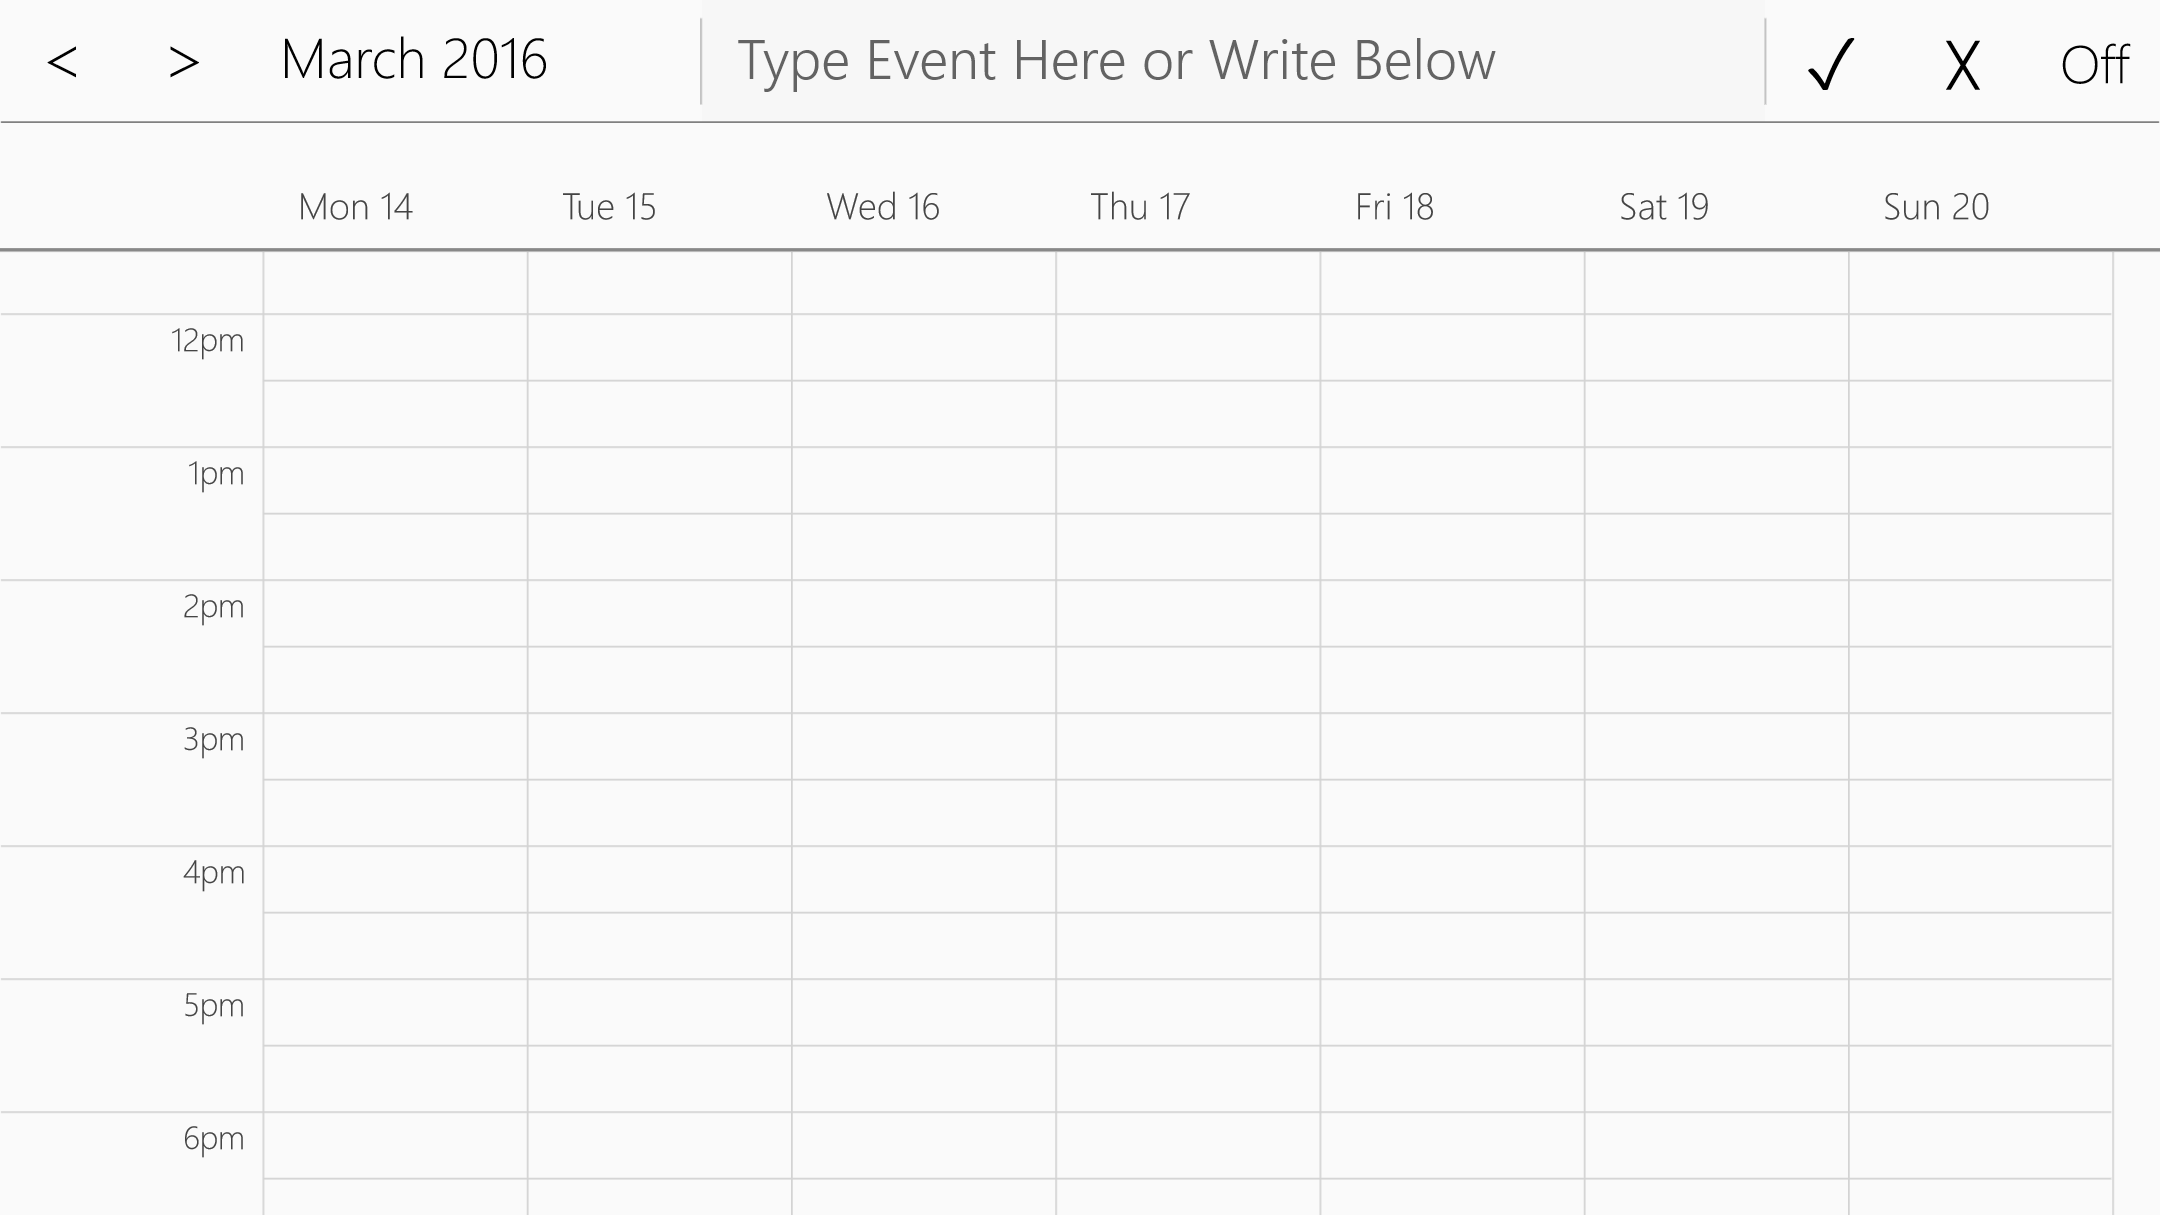 < > March 2016 Type Event Here or Write Below ✓ X Off
Mon 14 Tue 15 Wed 16 Thu 17 Fri 18 Sat 19 Sun 20
12pm
1pm
2pm
3pm
4pm
5pm
6pm